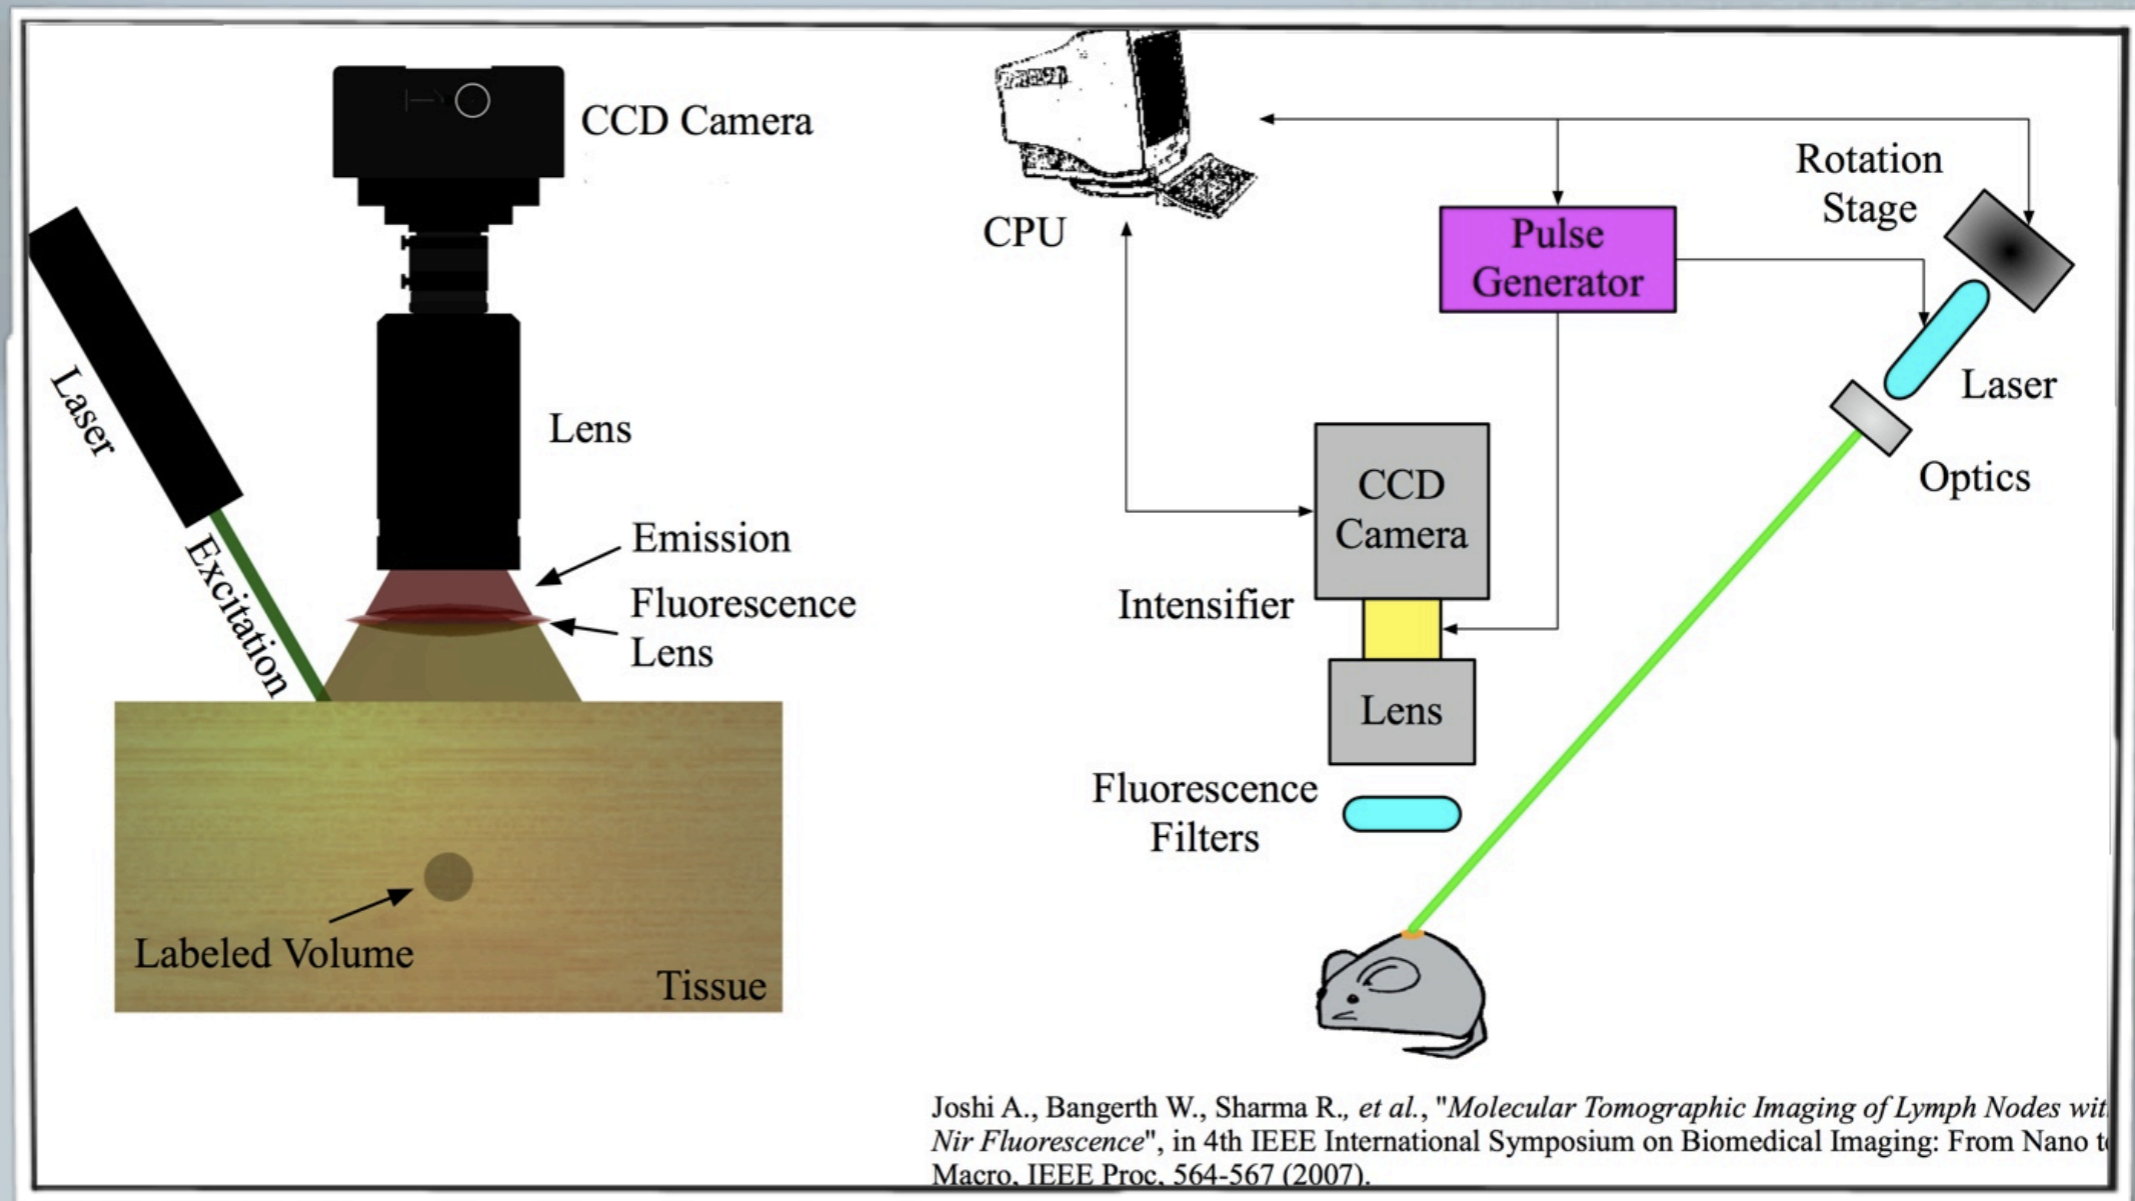 CCD Camera
Laser
Lens
Excitation
Emission
Fluorescence
Lens
Labeled Volume
Tissue
CPU
Rotation
Stage
Pulse
Generator
Laser
Optics
CCD
Camera
Intensifier
Lens
Fluorescence
Filters
Joshi A., Bangerth W., Sharma R., et al., "Molecular Tomographic Imaging of Lymph Nodes wit
Nir Fluorescence", in 4th IEEE International Symposium on Biomedical Imaging: From Nano t
Macro, IEEE Proc, 564-567 (2007).